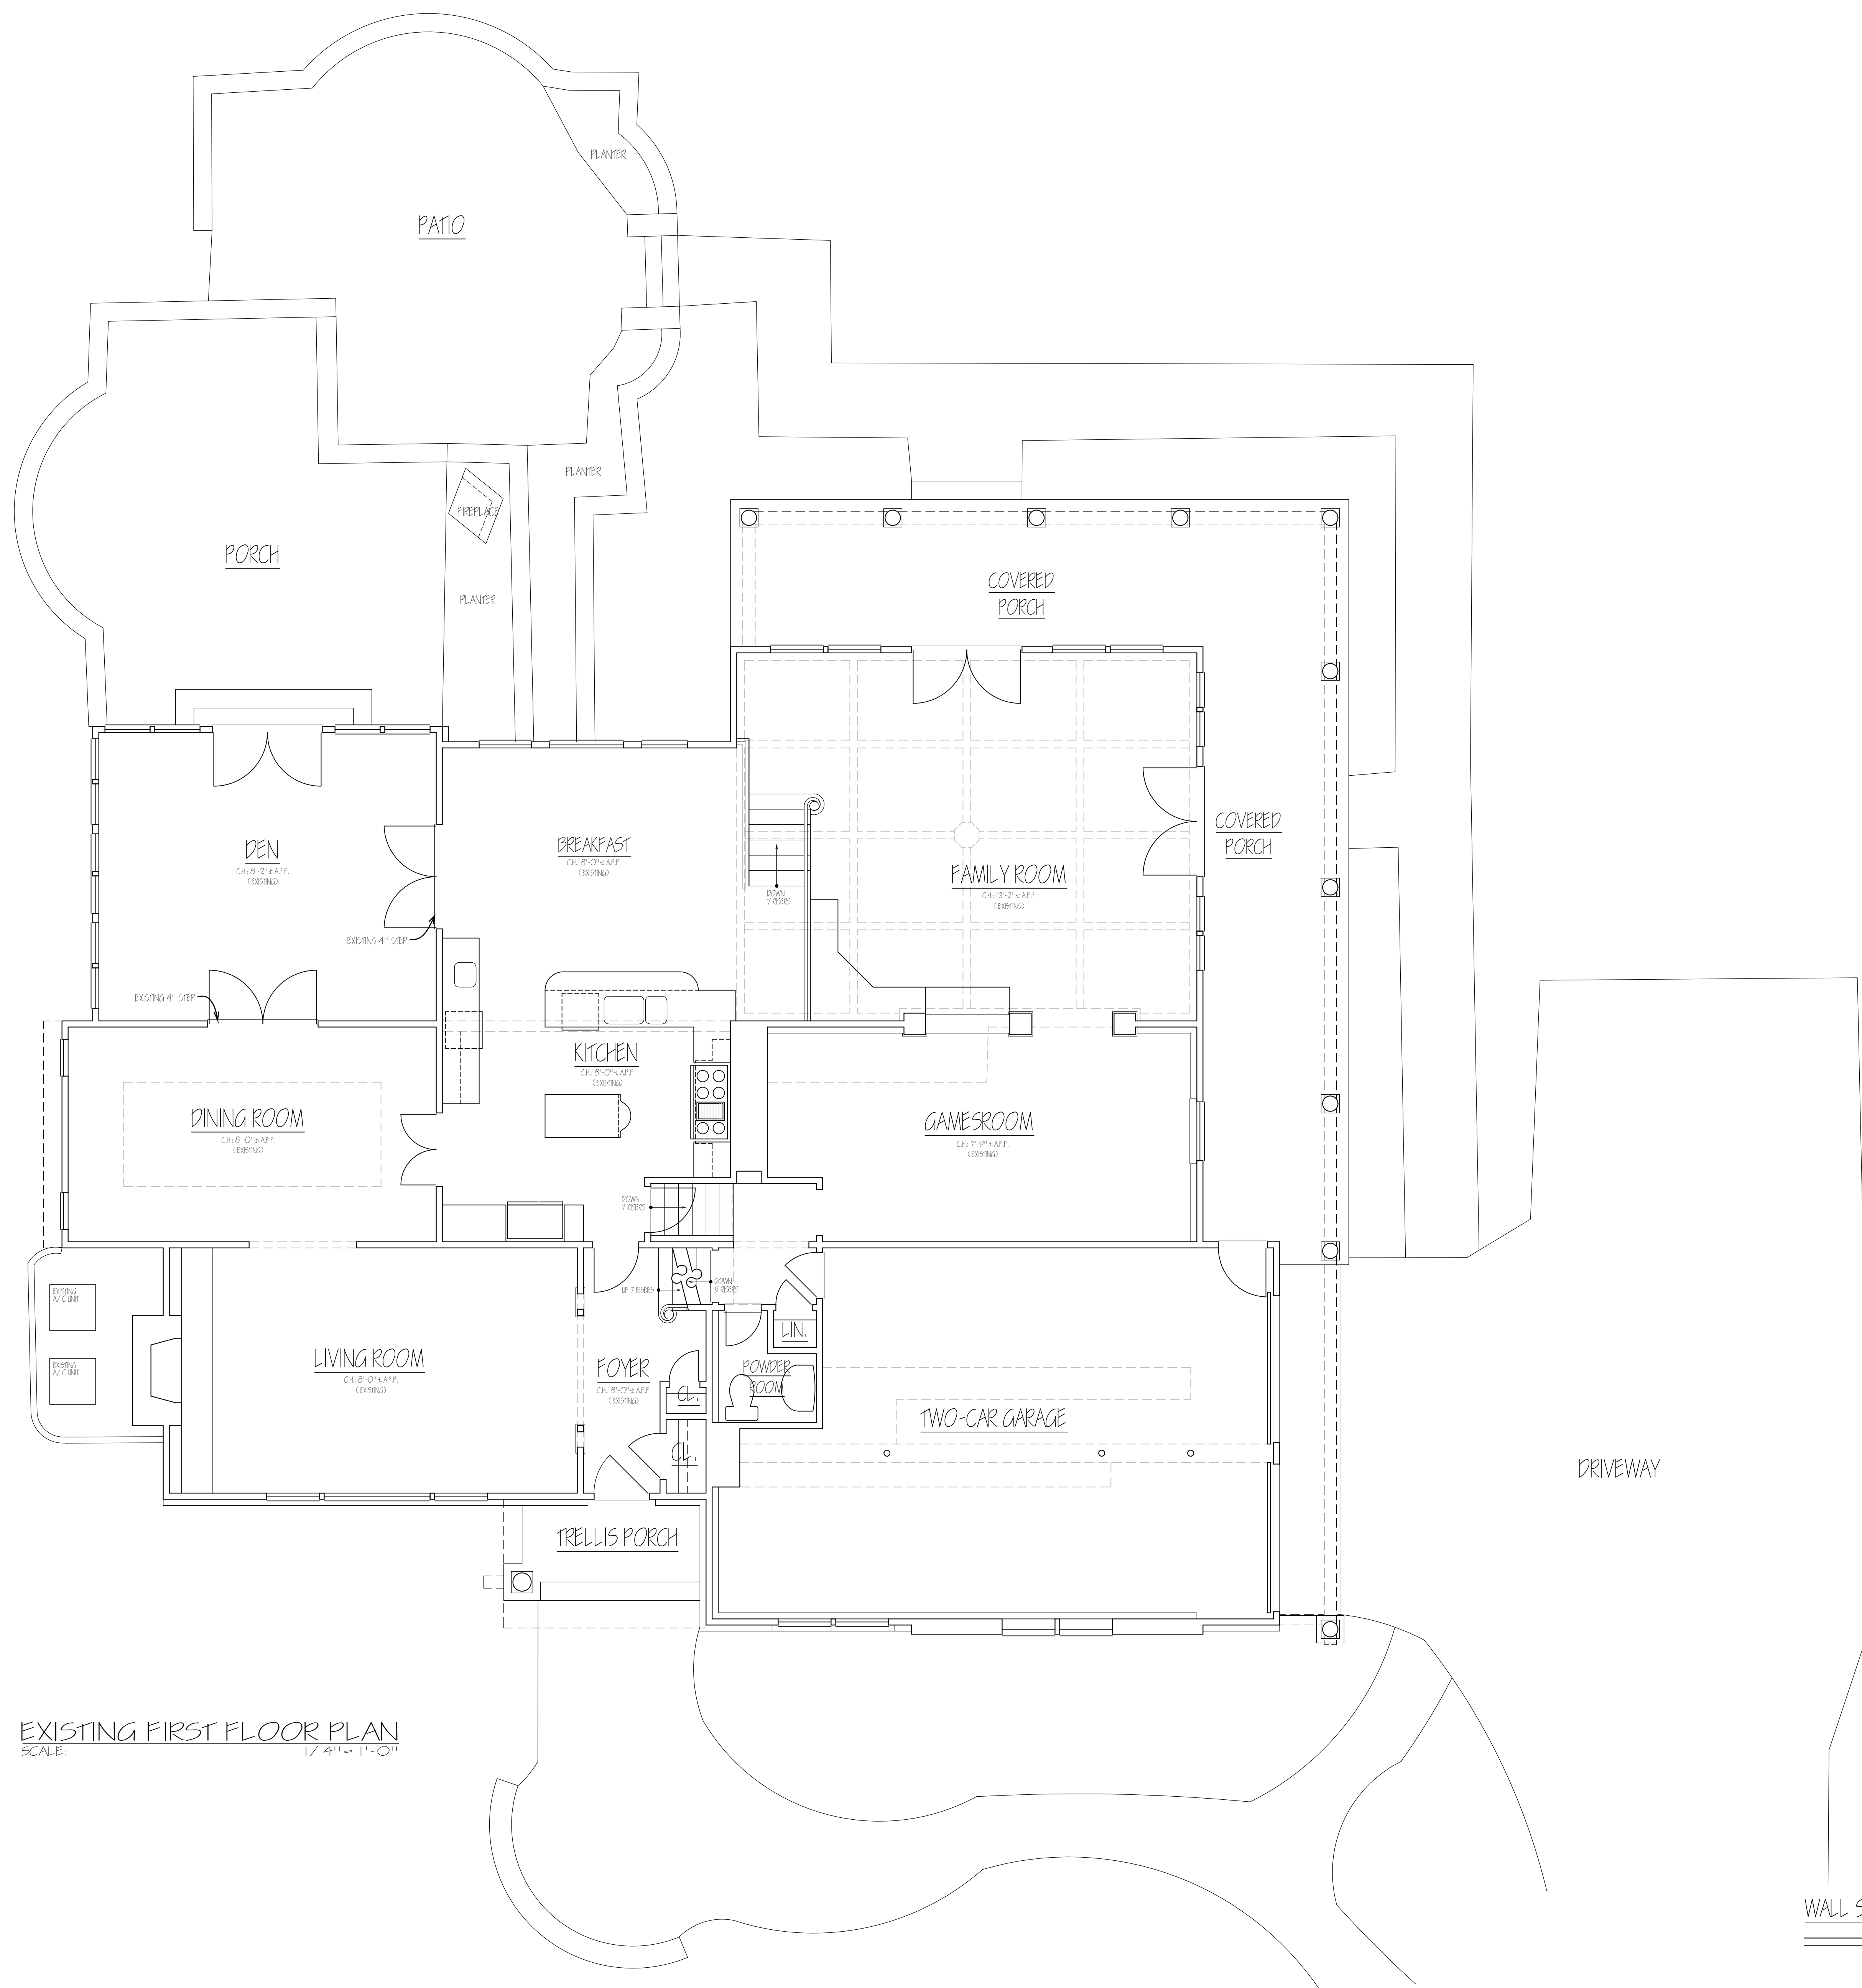 PLANTER
PATIO
PLANTER
FIREPLACE
PORCH
PLANTER
COVERED
PORCH
COVERED
PORCH
DEN
C.H.: 8'-2"± A.F.F.
(EXISTING)
BREAKFAST
C.H.: 8'-0"± A.F.F.
(EXISTING)
DOWN
7 RISERS
FAMILY ROOM
C.H.: 12'-2"± A.F.F.
(EXISTING)
EXISTING 4" STEP
EXISTING 4" STEP
KITCHEN
C.H.: 8'-0"± A.F.F.
(EXISTING)
DINING ROOM
C.H.: 8'-0"± A.F.F.
(EXISTING)
GAMESROOM
C.H.: 7'-9"± A.F.F.
(EXISTING)
DOWN
7 RISERS
UP 7 RISERS
DOWN
5 RISERS
EXISTING
A/C UNIT
EXISTING
A/C UNIT
LIVING ROOM
C.H.: 8'-0"± A.F.F.
(EXISTING)
FOYER
C.H.: 8'-0"± A.F.F.
(EXISTING)
LIN.
POWDER
ROOM
CL.
CL.
TWO-CAR GARAGE
DRIVEWAY
TRELLIS PORCH
EXISTING FIRST FLOOR PLAN
SCALE: 1/4" = 1'-0"
WALL S